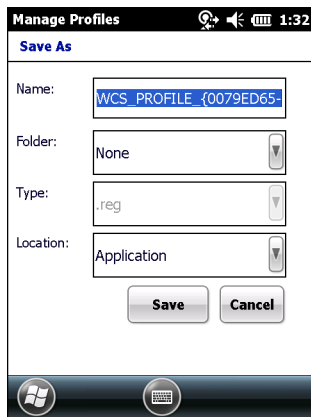 Manage Profiles 1:32
Save As
Name:
WCS_PROFILE_{0079ED65-
Folder:
None
Type:
.reg
Location:
Application
Save Cancel